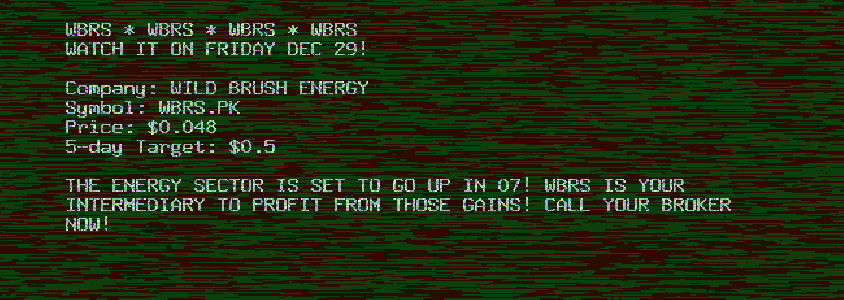 WBRS * WBRS * WBRS * WBRS
WATCH IT ON FRIDAY DEC 29!
Company: WILD BRUSH ENERGY
Symbol: WBRS.PK
Price: $0.048
5-day Target: $0.5
THE ENERGY SECTOR IS SET TO GO UP IN 07! WBRS IS YOUR
INTERMEDIARY TO PROFIT FROM THOSE GAINS! CALL YOUR BROKER
NOW!